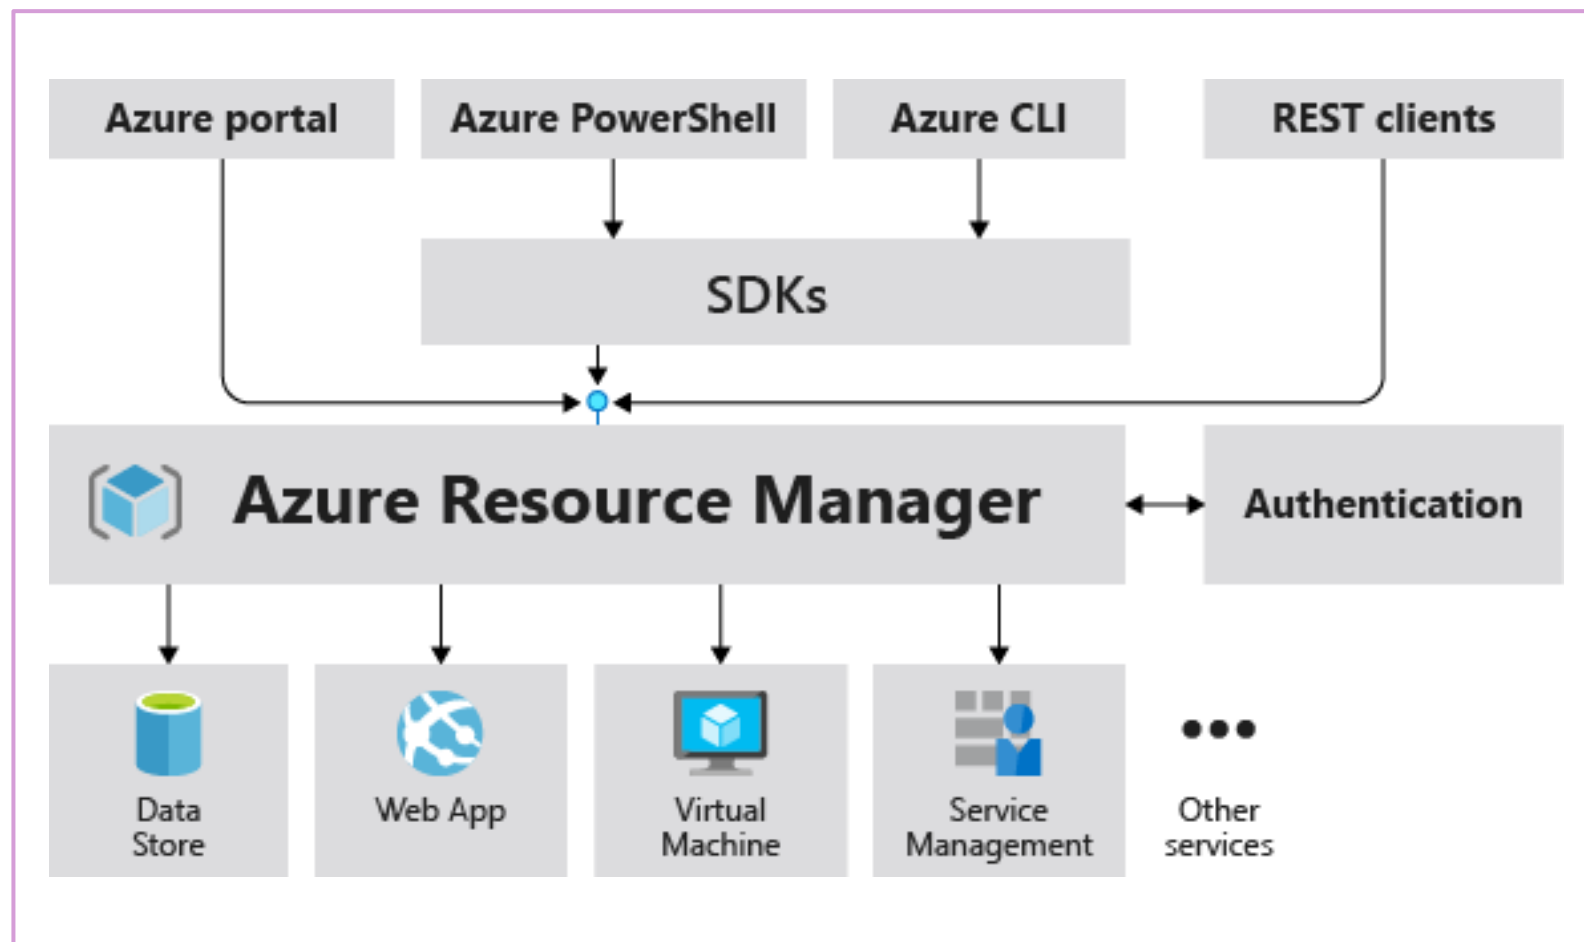 Azure portal
Azure PowerShell
Azure CLI
REST clients
SDKs
Azure Resource Manager
Authentication
Data
Store
Web App
Virtual
Machine
Service
Management
Other
services